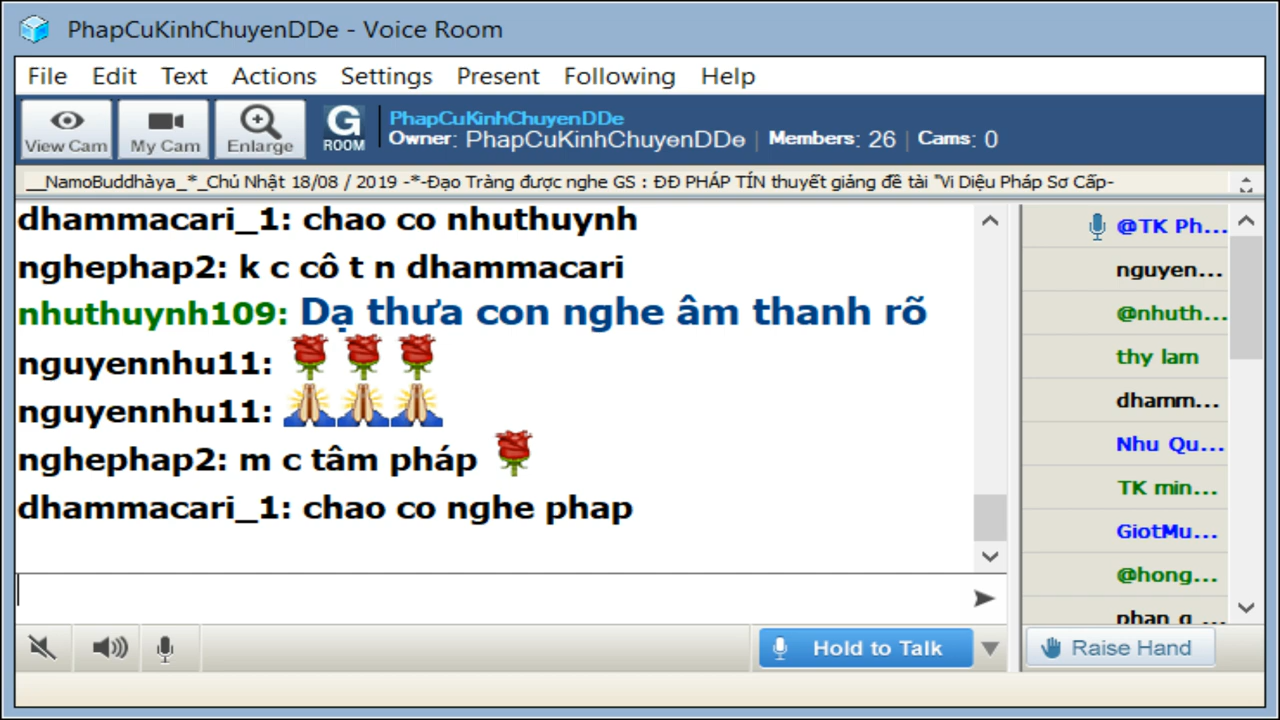 PhapCuKinhChuyenDDe - Voice Room
File Edit Text Actions Settings Present Following Help
View Cam My Cam Enlarge G ROOM
PhapCuKinhChuyenDDe
Owner: PhapCuKinhChuyenDDe | Members: 26 | Cams: 0
__NamoBuddhàya_*_Chủ Nhật 18/08 / 2019 -*-Đạo Tràng được nghe GS : ĐĐ PHÁP TÍN thuyết giảng đề tài "Vi Diệu Pháp Sơ Cấp-
dhammacari_1: chao co nhuthuynh
nghephap2: k c cô t n dhammacari
nhuthuynh109: Dạ thưa con nghe âm thanh rõ
nguyennhu11: 🌹🌹🌹
nguyennhu11: 🙏🙏🙏
nghephap2: m c tâm pháp 🌹
dhammacari_1: chao co nghe phap
@TK Ph...
nguyen...
@nhuth...
thy lam
dhamm...
Nhu Qu...
TK min...
GiotMu...
@hong...
phan q ...
Hold to Talk
Raise Hand